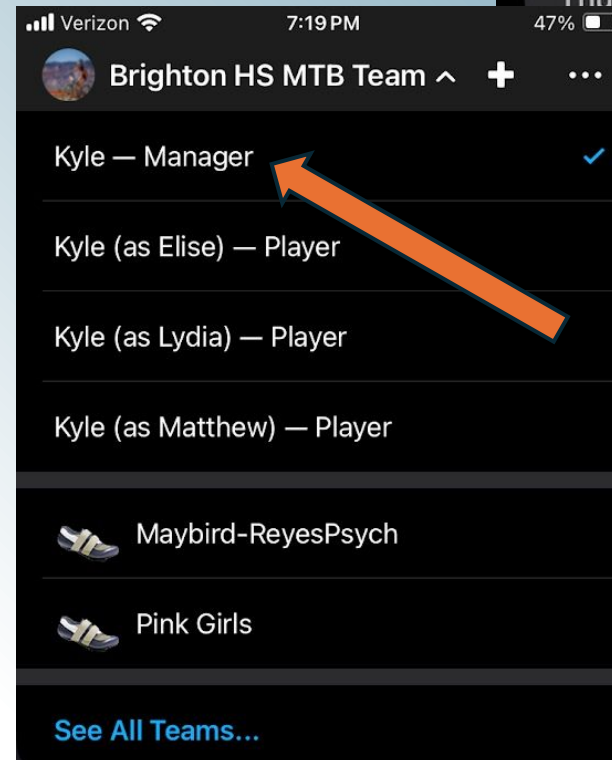 Verizon 7:19 PM 47%
Brighton HS MTB Team
Kyle — Manager
Kyle (as Elise) — Player
Kyle (as Lydia) — Player
Kyle (as Matthew) — Player
Maybird-ReyesPsych
Pink Girls
See All Teams...